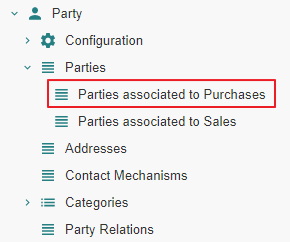 Party
Configuration
Parties
Parties associated to Purchases
Parties associated to Sales
Addresses
Contact Mechanisms
Categories
Party Relations